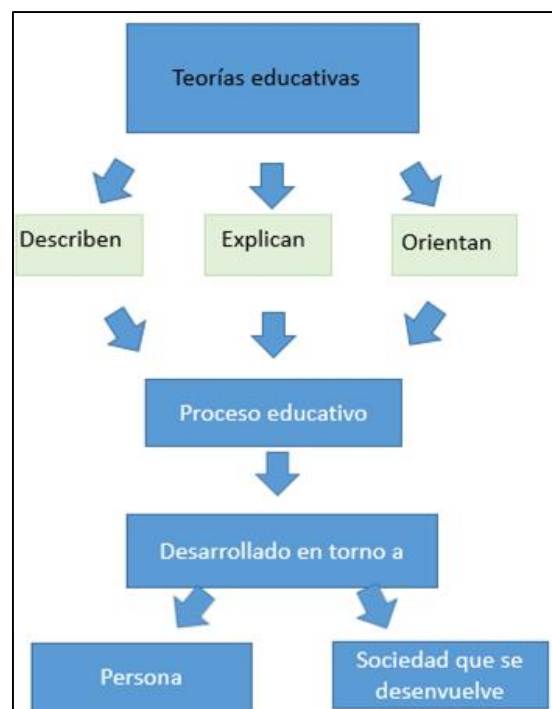 Teorías educativas
Describen
Explican
Orientan
Proceso educativo
Desarrollado en torno a
Persona
Sociedad que se
desenvuelve